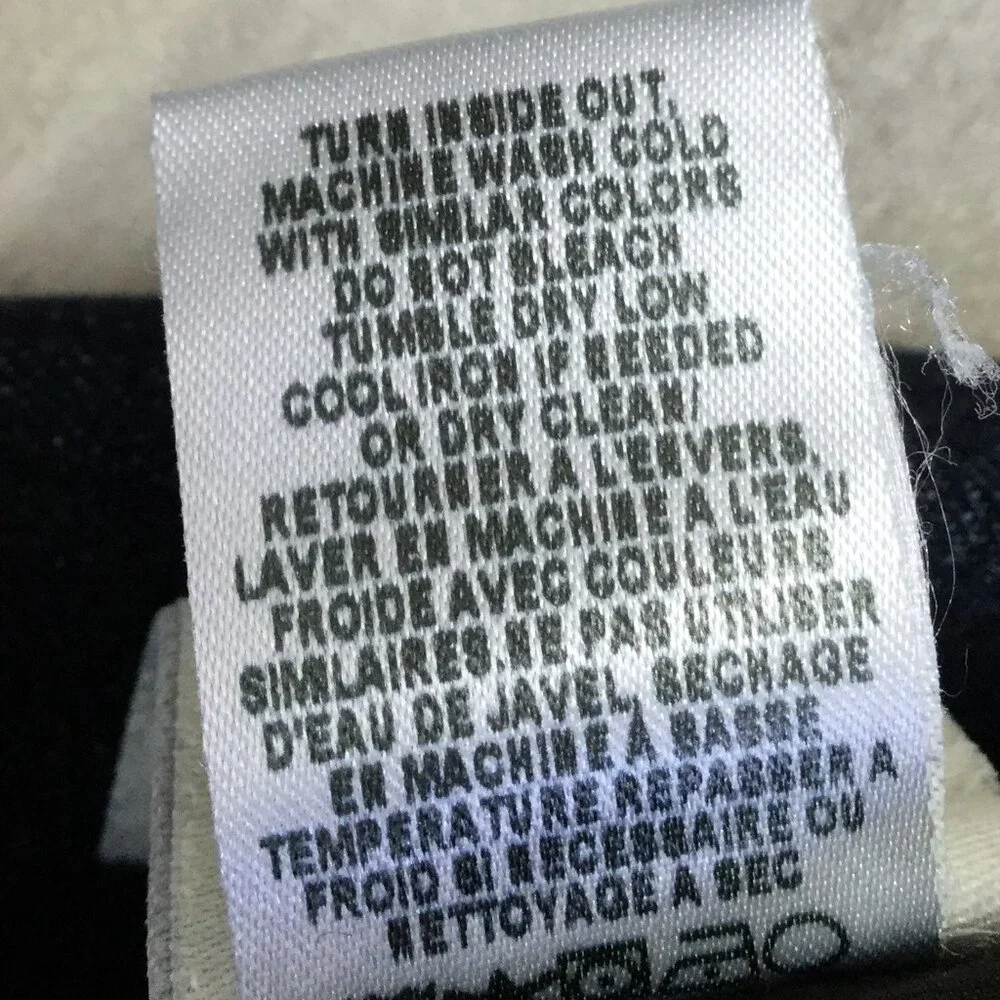 TURN INSIDE OUT,
MACHINE WASH COLD
WITH SIMILAR COLORS
DO NOT BLEACH
TUMBLE DRY LOW
COOL IRON IF NEEDED
OR DRY CLEAN/
RETOURNER A L'ENVERS,
LAVER EN MACHINE A L'EAU
FROIDE AVEC COULEURS
SIMILAIRES.NE PAS UTILISER
D'EAU DE JAVEL, SECHAGE
EN MACHINE À BASSE
TEMPERATURE REPASSER A
FROID SI NECESSAIRE OU
NETTOYAGE A SEC